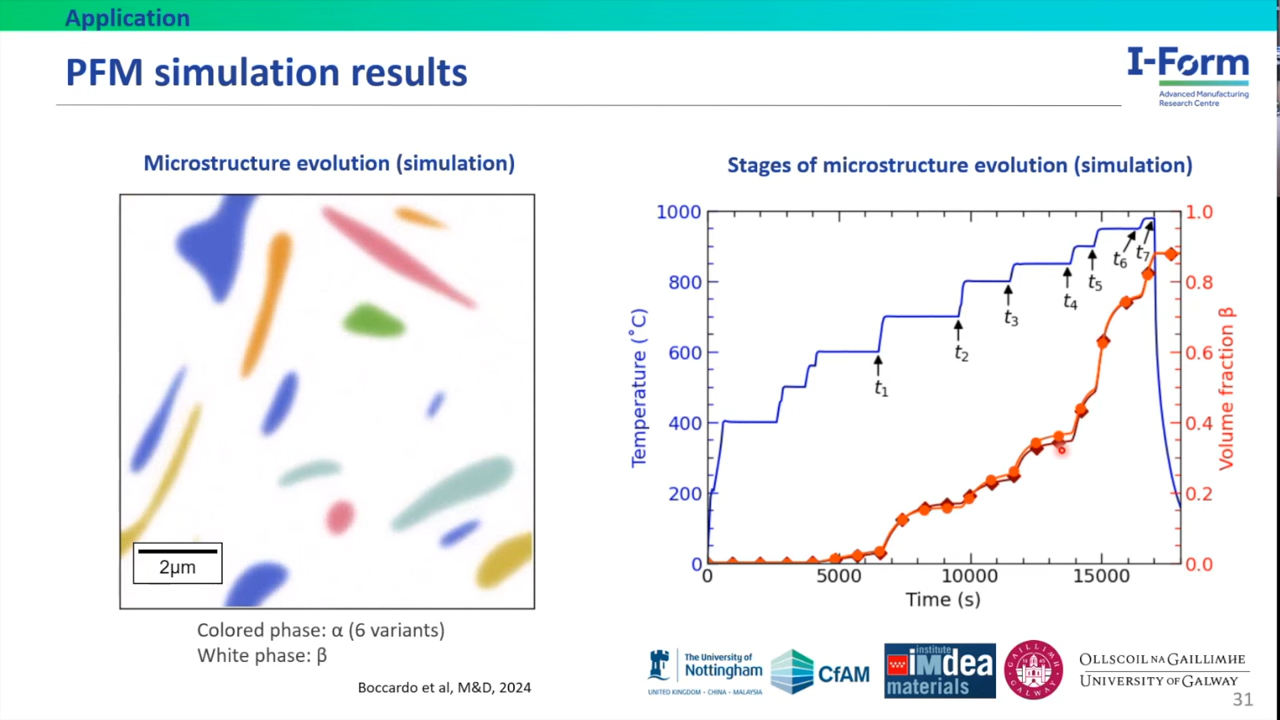 Application
PFM simulation results
I-Form
Advanced Manufacturing
Research Centre
Microstructure evolution (simulation)
2μm
Colored phase: α (6 variants)
White phase: β
Boccardo et al, M&D, 2024
Stages of microstructure evolution (simulation)
1000
800
600
400
200
0
Temperature (°C)
t1
t2
t3
t4
t5
t6
t7
1.0
0.8
0.6
0.4
0.2
0.0
Volume fraction β
0 5000 10000 15000
Time (s)
The University of
Nottingham
UNITED KINGDOM · CHINA · MALAYSIA
CfAM
institute
iMdea
materials
GAILLIMH
GALWAY
OLLSCOIL NA GAILLIMHE
UNIVERSITY OF GALWAY
31